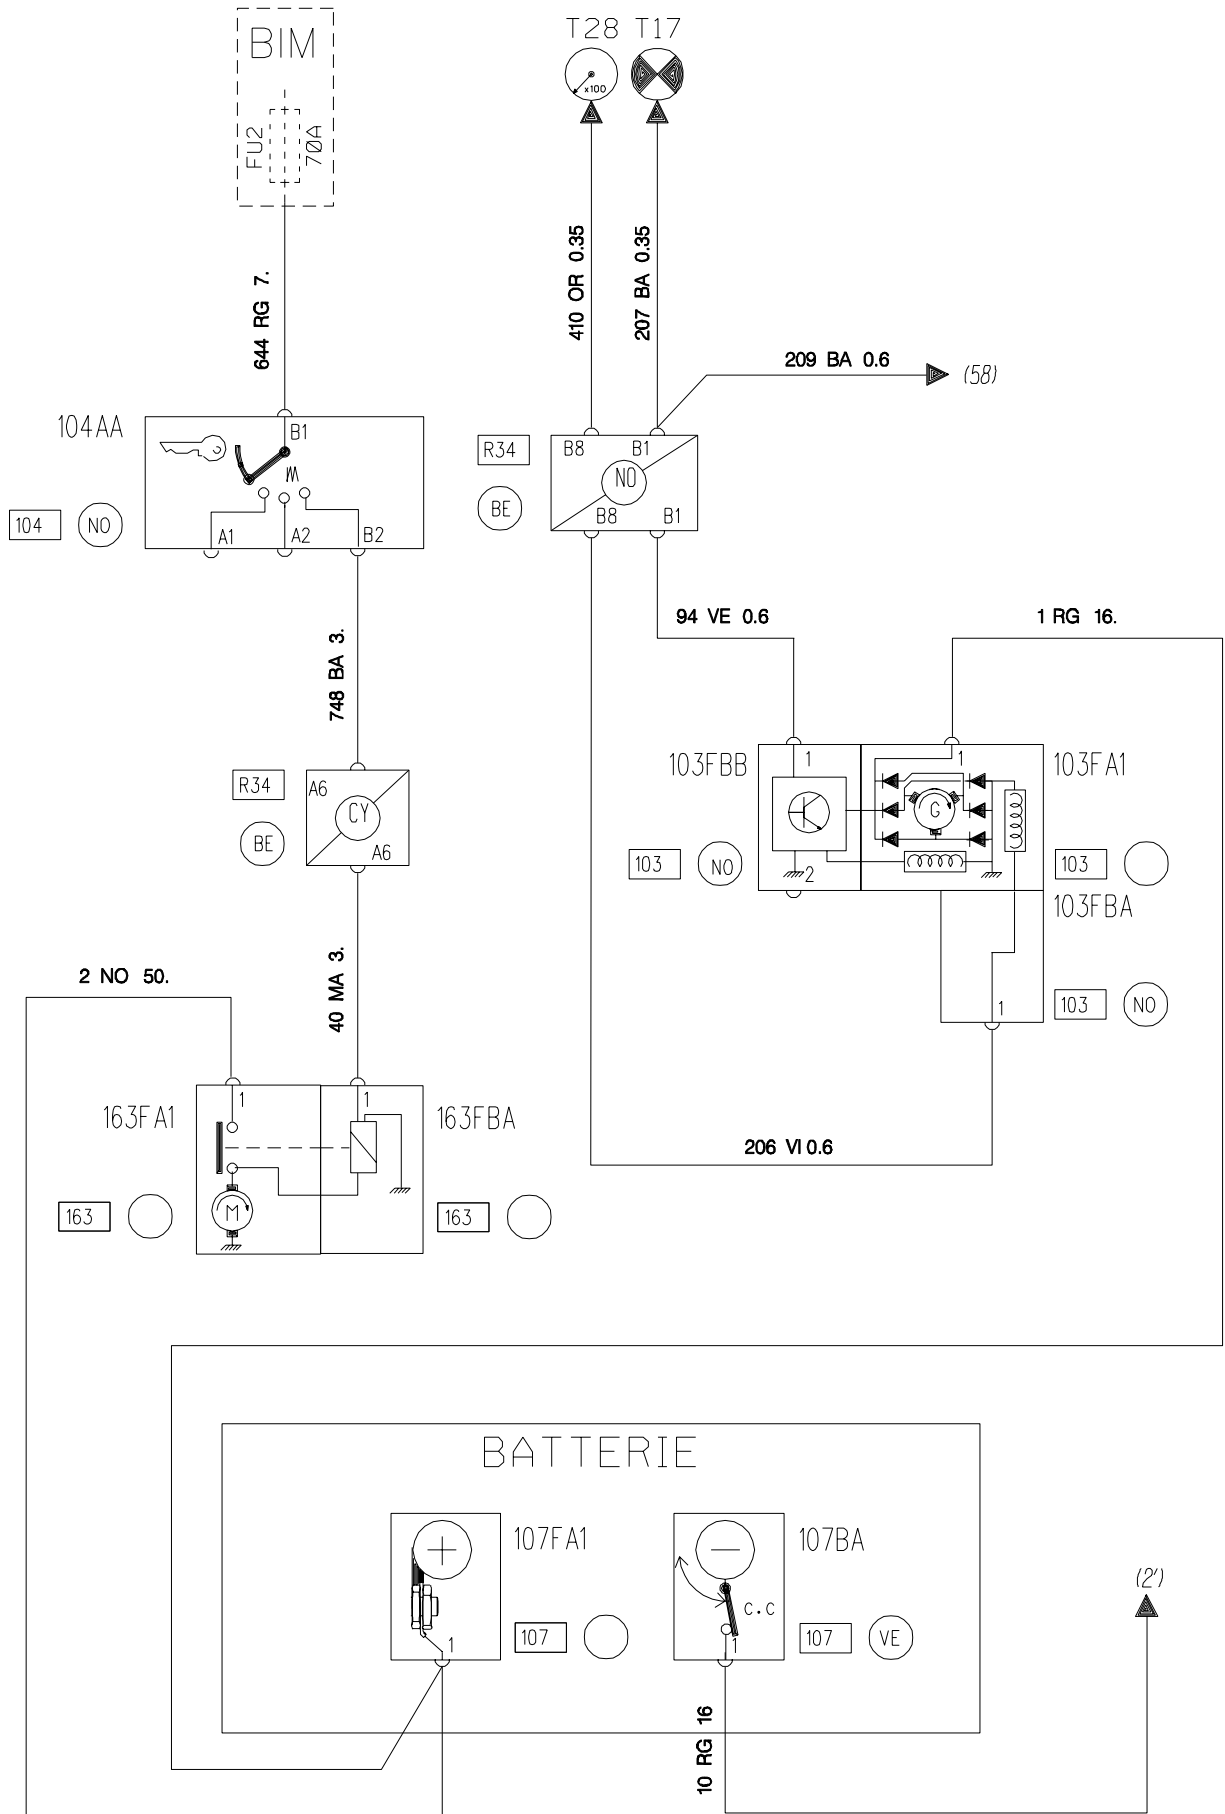 BIM
T28 T17
x100
FU2
70A
644 RG 7.
410 OR 0.35
207 BA 0.35
209 BA 0.6
(58)
104AA
B1
M
104
NO
A1
A2
B2
R34
BE
B8
B1
NO
B8
B1
94 VE 0.6
1 RG 16.
748 BA 3.
R34
BE
A6
CY
A6
103FBB
1
1
103FA1
G
103
NO
2
103
103FBA
103
NO
1
2 NO 50.
40 MA 3.
163FA1
1
1
163FBA
163
M
163
206 VI 0.6
BATTERIE
+
107FA1
107
1
−
107BA
c.c
107
VE
1
10 RG 16
(2')